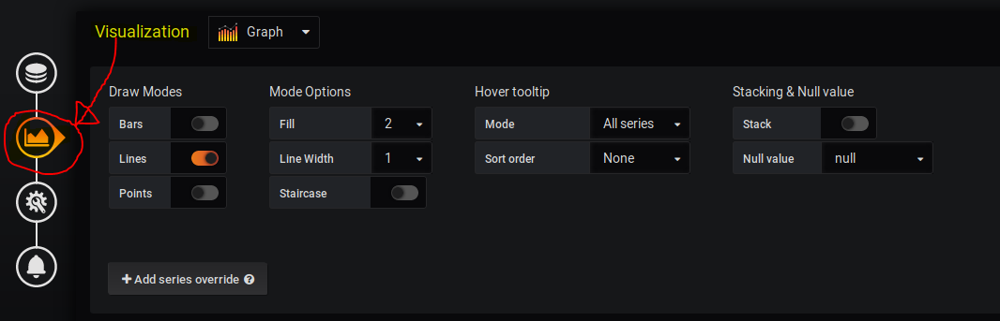 Visualization Graph
Draw Modes Mode Options Hover tooltip Stacking & Null value
Bars Fill 2 Mode All series Stack
Lines Line Width 1 Sort order None Null value null
Points Staircase
+ Add series override ?